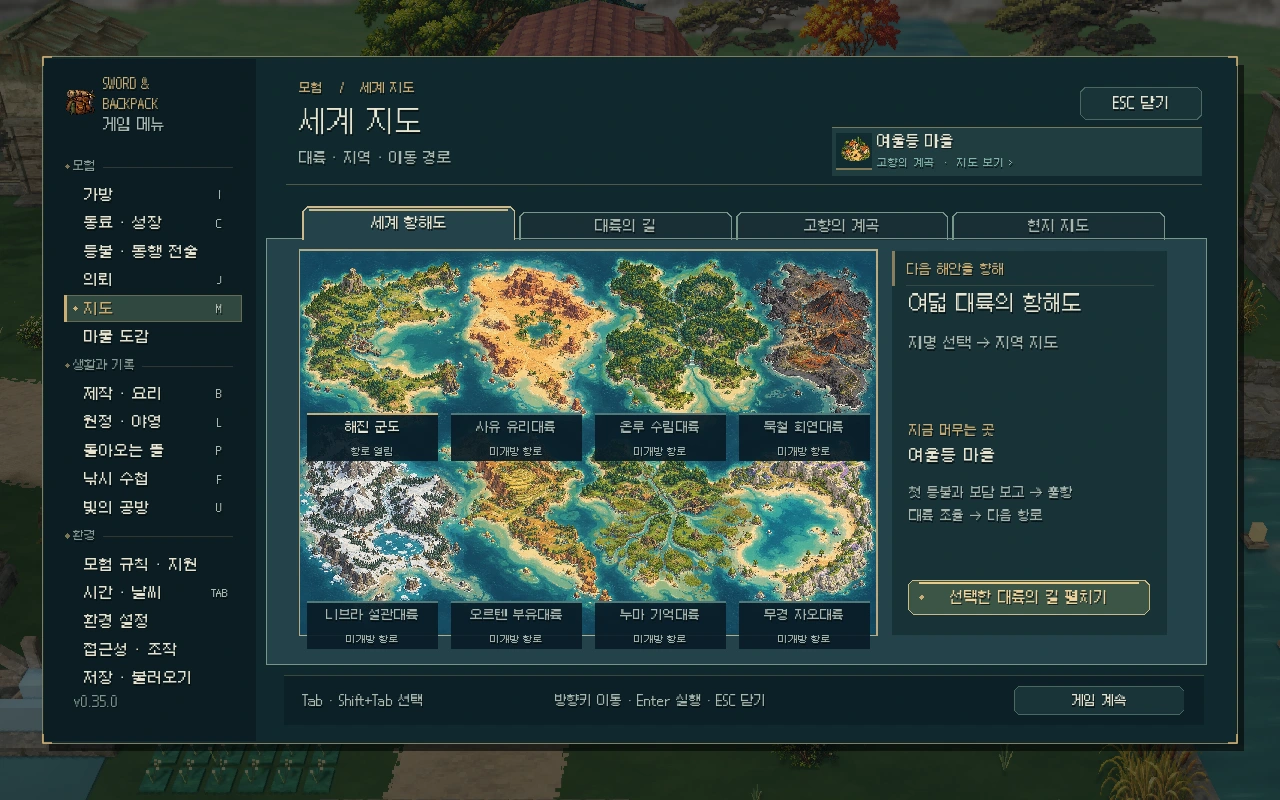 SWORD &
BACKPACK
게임 메뉴
모험
가방 I
동료 · 성장 C
등불 · 동행 전술
의뢰 J
지도 M
마물 도감
생활과 기록
제작 · 요리 B
원정 · 야영 L
돌아오는 뜰 P
낚시 수첩 F
빛의 공방 U
환경
모험 규칙 · 지원
시간 · 날씨 TAB
환경 설정
접근성 · 조작
저장 · 불러오기
v0.35.0
모험 / 세계 지도
세계 지도
대륙 · 지역 · 이동 경로
ESC 닫기
여울등 마을
고향의 계곡 · 지도 보기 ›
세계 항해도
대륙의 길
고향의 계곡
현지 지도
해진 군도
항로 열림
사유 유리대륙
미개방 항로
온루 수림대륙
미개방 항로
묵철 회연대륙
미개방 항로
니브라 설관대륙
미개방 항로
오르텐 부유대륙
미개방 항로
누마 기억대륙
미개방 항로
무경 자오대륙
미개방 항로
다음 해안을 향해
여덟 대륙의 항해도
지명 선택 → 지역 지도
지금 머무는 곳
여울등 마을
첫 등불과 보담 보고 → 출항
대륙 조율 → 다음 항로
선택한 대륙의 길 펼치기
Tab · Shift+Tab 선택
방향키 이동 · Enter 실행 · ESC 닫기
게임 계속